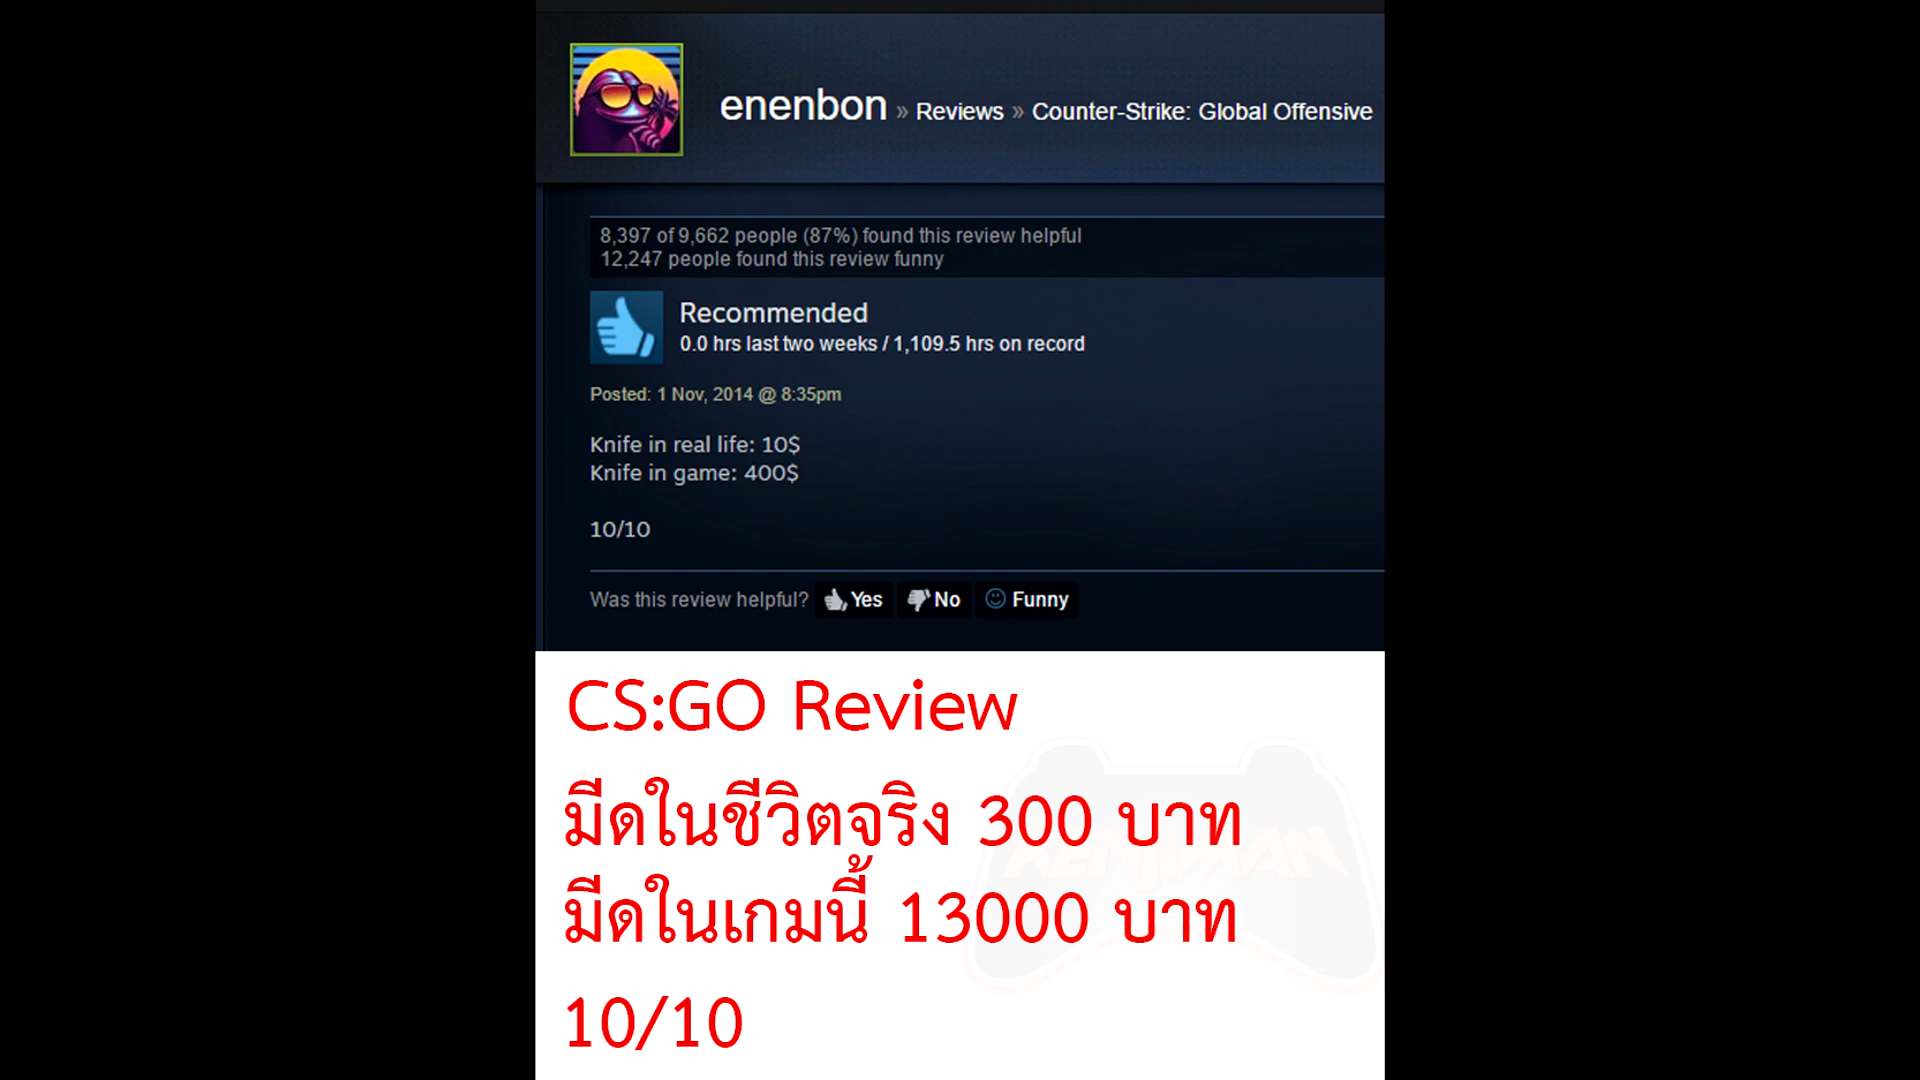 enenbon » Reviews » Counter-Strike: Global Offensive
8,397 of 9,662 people (87%) found this review helpful
12,247 people found this review funny
Recommended
0.0 hrs last two weeks / 1,109.5 hrs on record
Posted: 1 Nov, 2014 @ 8:35pm
Knife in real life: 10$
Knife in game: 400$
10/10
Was this review helpful? Yes No Funny
CS:GO Review
มีดในชีวิตจริง 300 บาท
มีดในเกมนี้ 13000 บาท
10/10